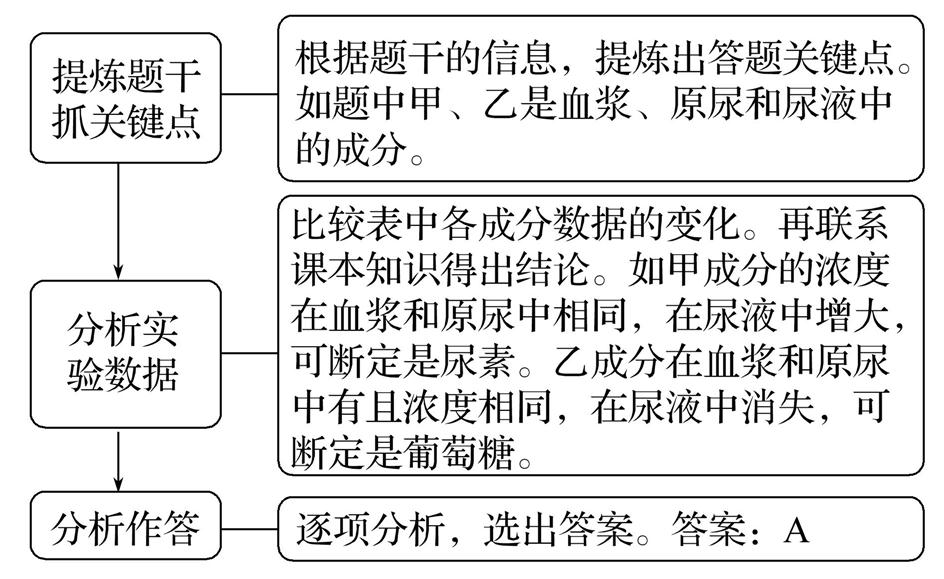 提炼题干
抓关键点
根据题干的信息，提炼出答题关键点。
如题中甲、乙是血浆、原尿和尿液中
的成分。
分析实
验数据
比较表中各成分数据的变化。再联系
课本知识得出结论。如甲成分的浓度
在血浆和原尿中相同，在尿液中增大，
可断定是尿素。乙成分在血浆和原尿
中有且浓度相同，在尿液中消失，可
断定是葡萄糖。
分析作答
逐项分析，选出答案。答案：A